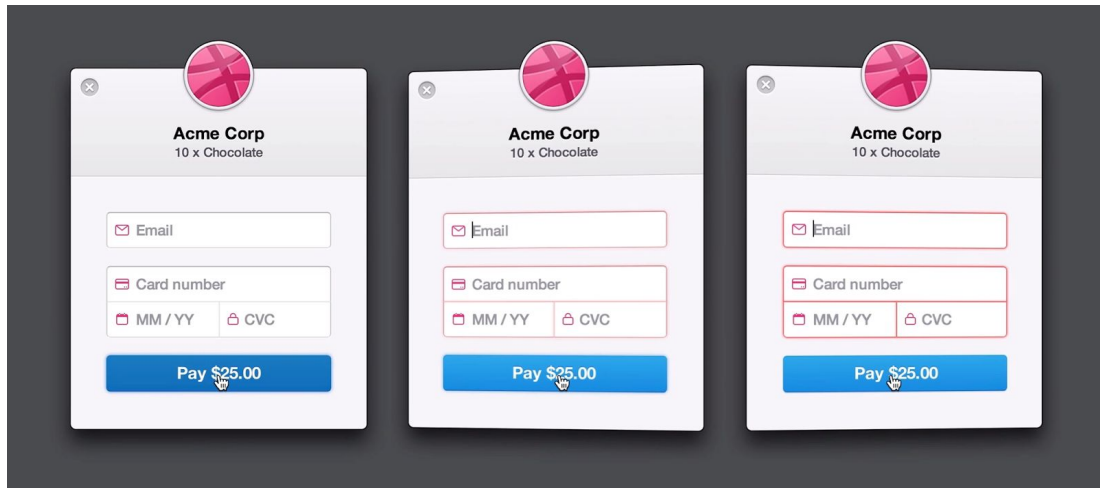 Acme Corp
10 x Chocolate
Email
Card number
MM / YY CVC
Pay $25.00
Acme Corp
10 x Chocolate
Email
Card number
MM / YY CVC
Pay $25.00
Acme Corp
10 x Chocolate
Email
Card number
MM / YY CVC
Pay $25.00